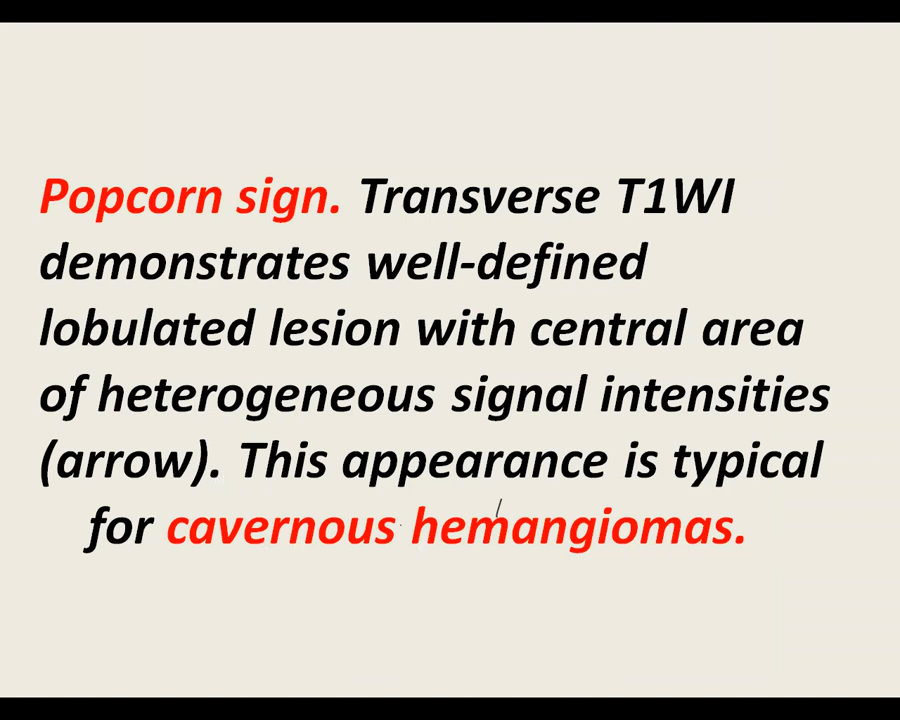 Popcorn sign. Transverse T1WI
demonstrates well-defined
lobulated lesion with central area
of heterogeneous signal intensities
(arrow). This appearance is typical
for cavernous hemangiomas.